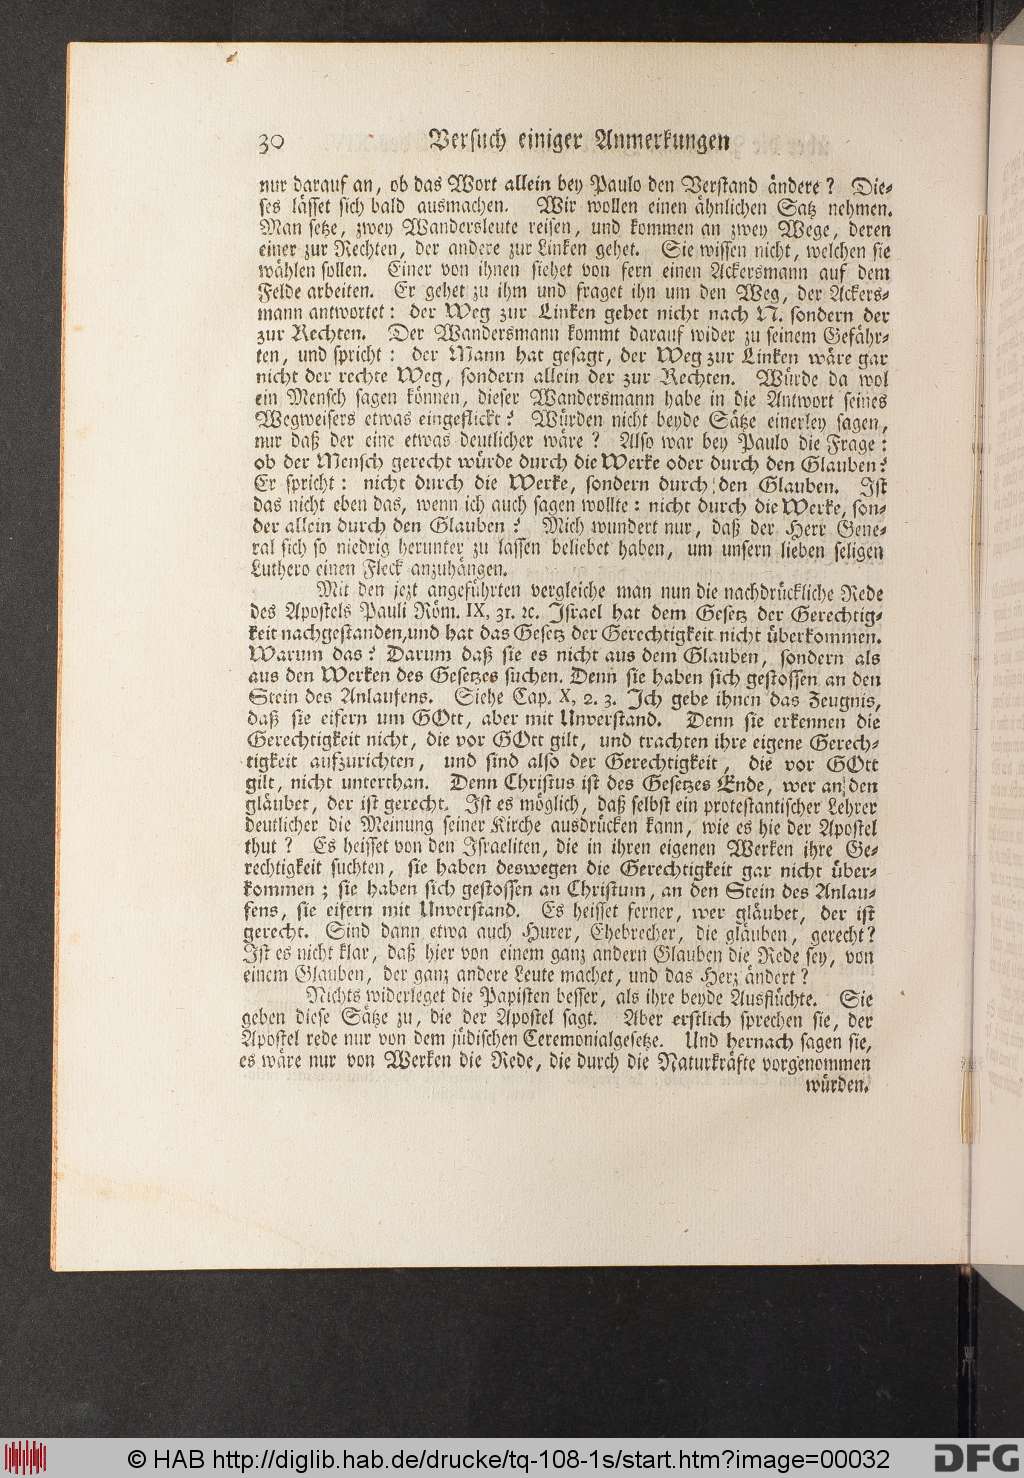 30 Versuch einiger Anmerkungen
nur darauf an, ob das Wort allein bey Paulo den Verstand ändere? Die-
ses lässet sich bald ausmachen. Wir wollen einen ähnlichen Satz nehmen.
Man setze, zwey Wandersleute reisen, und kommen an zwey Wege, deren
einer zur Rechten, der andere zur Linken gehet. Sie wissen nicht, welchen sie
wählen sollen. Einer von ihnen siehet von fern einen Ackersmann auf dem
Felde arbeiten. Er gehet zu ihm und fraget ihn um den Weg, der Ackers-
mann antwortet: der Weg zur Linken gehet nicht nach N. sondern der
zur Rechten. Der Wandersmann kommt darauf wider zu seinem Gefähr-
ten, und spricht: der Mann hat gesagt, der Weg zur Linken wäre gar
nicht der rechte Weg, sondern allein der zur Rechten. Würde da wol
ein Mensch sagen können, dieser Wandersmann habe in die Antwort seines
Wegweisers etwas eingeflickt? Würden nicht beyde Sätze einerley sagen,
nur daß der eine etwas deutlicher wäre? Also war bey Paulo die Frage:
ob der Mensch gerecht würde durch die Werke oder durch den Glauben?
Er spricht: nicht durch die Werke, sondern durch den Glauben. Ist
das nicht eben das, wenn ich auch sagen wollte: nicht durch die Werke, son-
der allein durch den Glauben? Mich wundert nur, daß der Herr Gene-
ral sich so niedrig herunter zu lassen beliebet haben, um unsern lieben seligen
Luthero einen Fleck anzuhängen.
Mit den jezt angeführten vergleiche man nun die nachdrückliche Rede
des Apostels Pauli Röm. IX, 31. ꝛc. Israel hat dem Gesetz der Gerechtig-
keit nachgestanden, und hat das Gesetz der Gerechtigkeit nicht überkommen.
Warum das? Darum daß sie es nicht aus dem Glauben, sondern als
aus den Werken des Gesetzes suchen. Denn sie haben sich gestossen an den
Stein des Anlaufens. Siehe Cap. X, 2. 3. Ich gebe ihnen das Zeugnis,
daß sie eifern um GOtt, aber mit Unverstand. Denn sie erkennen die
Gerechtigkeit nicht, die vor GOtt gilt, und trachten ihre eigene Gerech-
tigkeit aufzurichten, und sind also der Gerechtigkeit, die vor GOtt
gilt, nicht unterthan. Denn Christus ist des Gesetzes Ende, wer an den
gläubet, der ist gerecht. Ist es möglich, daß selbst ein protestantischer Lehrer
deutlicher die Meinung seiner Kirche ausdrücken kann, wie es hie der Apostel
thut? Es heisset von den Israeliten, die in ihren eigenen Werken ihre Ge-
rechtigkeit suchten, sie haben deswegen die Gerechtigkeit gar nicht über-
kommen; sie haben sich gestossen an Christum, an den Stein des Anlau-
fens, sie eifern mit Unverstand. Es heisset ferner, wer gläubet, der ist
gerecht. Sind dann etwa auch Hurer, Ehebrecher, die gläuben, gerecht?
Ist es nicht klar, daß hier von einem ganz andern Glauben die Rede sey, von
einem Glauben, der ganz andere Leute machet, und das Herz ändert?
Nichts widerleget die Papisten besser, als ihre beyde Ausflüchte. Sie
geben diese Sätze zu, die der Apostel sagt. Aber erstlich sprechen sie, der
Apostel rede nur von dem jüdischen Ceremonialgesetze. Und hernach sagen sie,
es wäre nur von Werken die Rede, die durch die Naturkräfte vorgenommen
würden.
© HAB http://diglib.hab.de/drucke/tq-108-1s/start.htm?image=00032
DFG